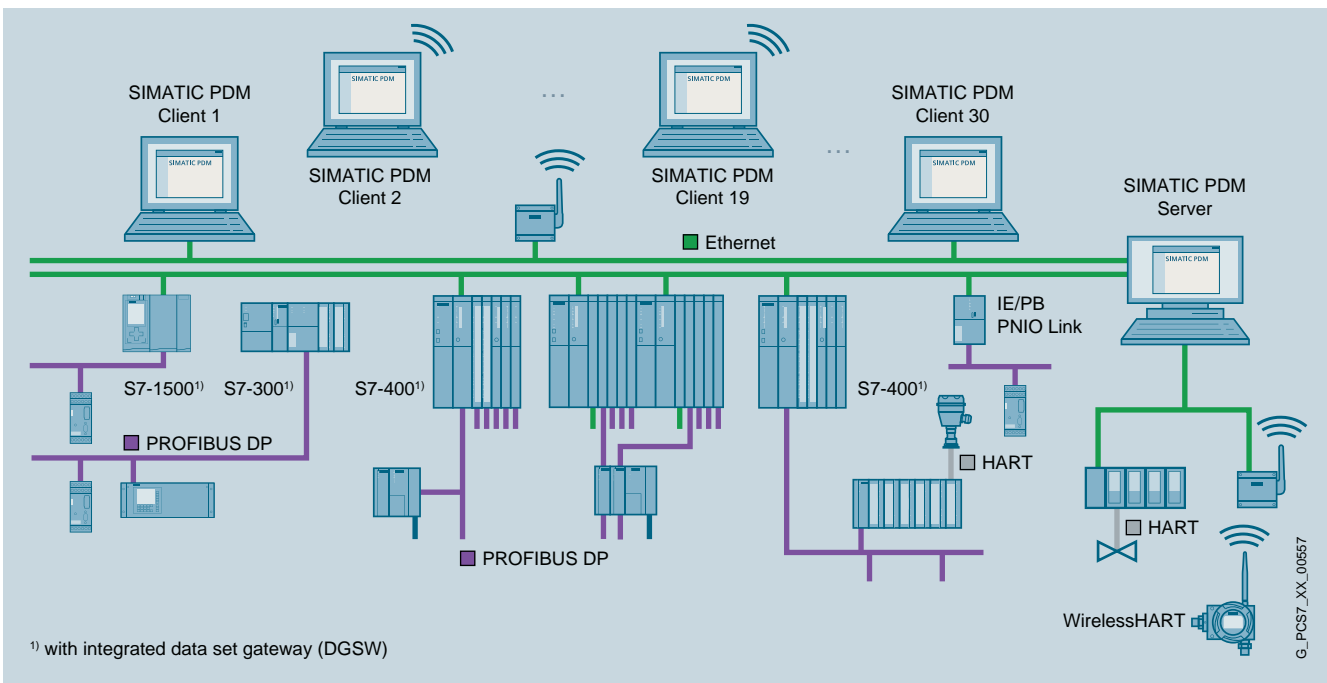 SIMATIC PDM
Client 1
SIMATIC PDM
SIMATIC PDM
SIMATIC PDM
Client 2
...
SIMATIC PDM
SIMATIC PDM
Client 19
...
SIMATIC PDM
Client 30
SIMATIC PDM
SIMATIC PDM
Server
SIMATIC PDM
Ethernet
IE/PB
PNIO Link
S7-1500¹⁾
S7-300¹⁾
S7-400¹⁾
S7-400¹⁾
PROFIBUS DP
HART
HART
PROFIBUS DP
WirelessHART
G_PCS7_XX_00557
¹⁾ with integrated data set gateway (DGSW)